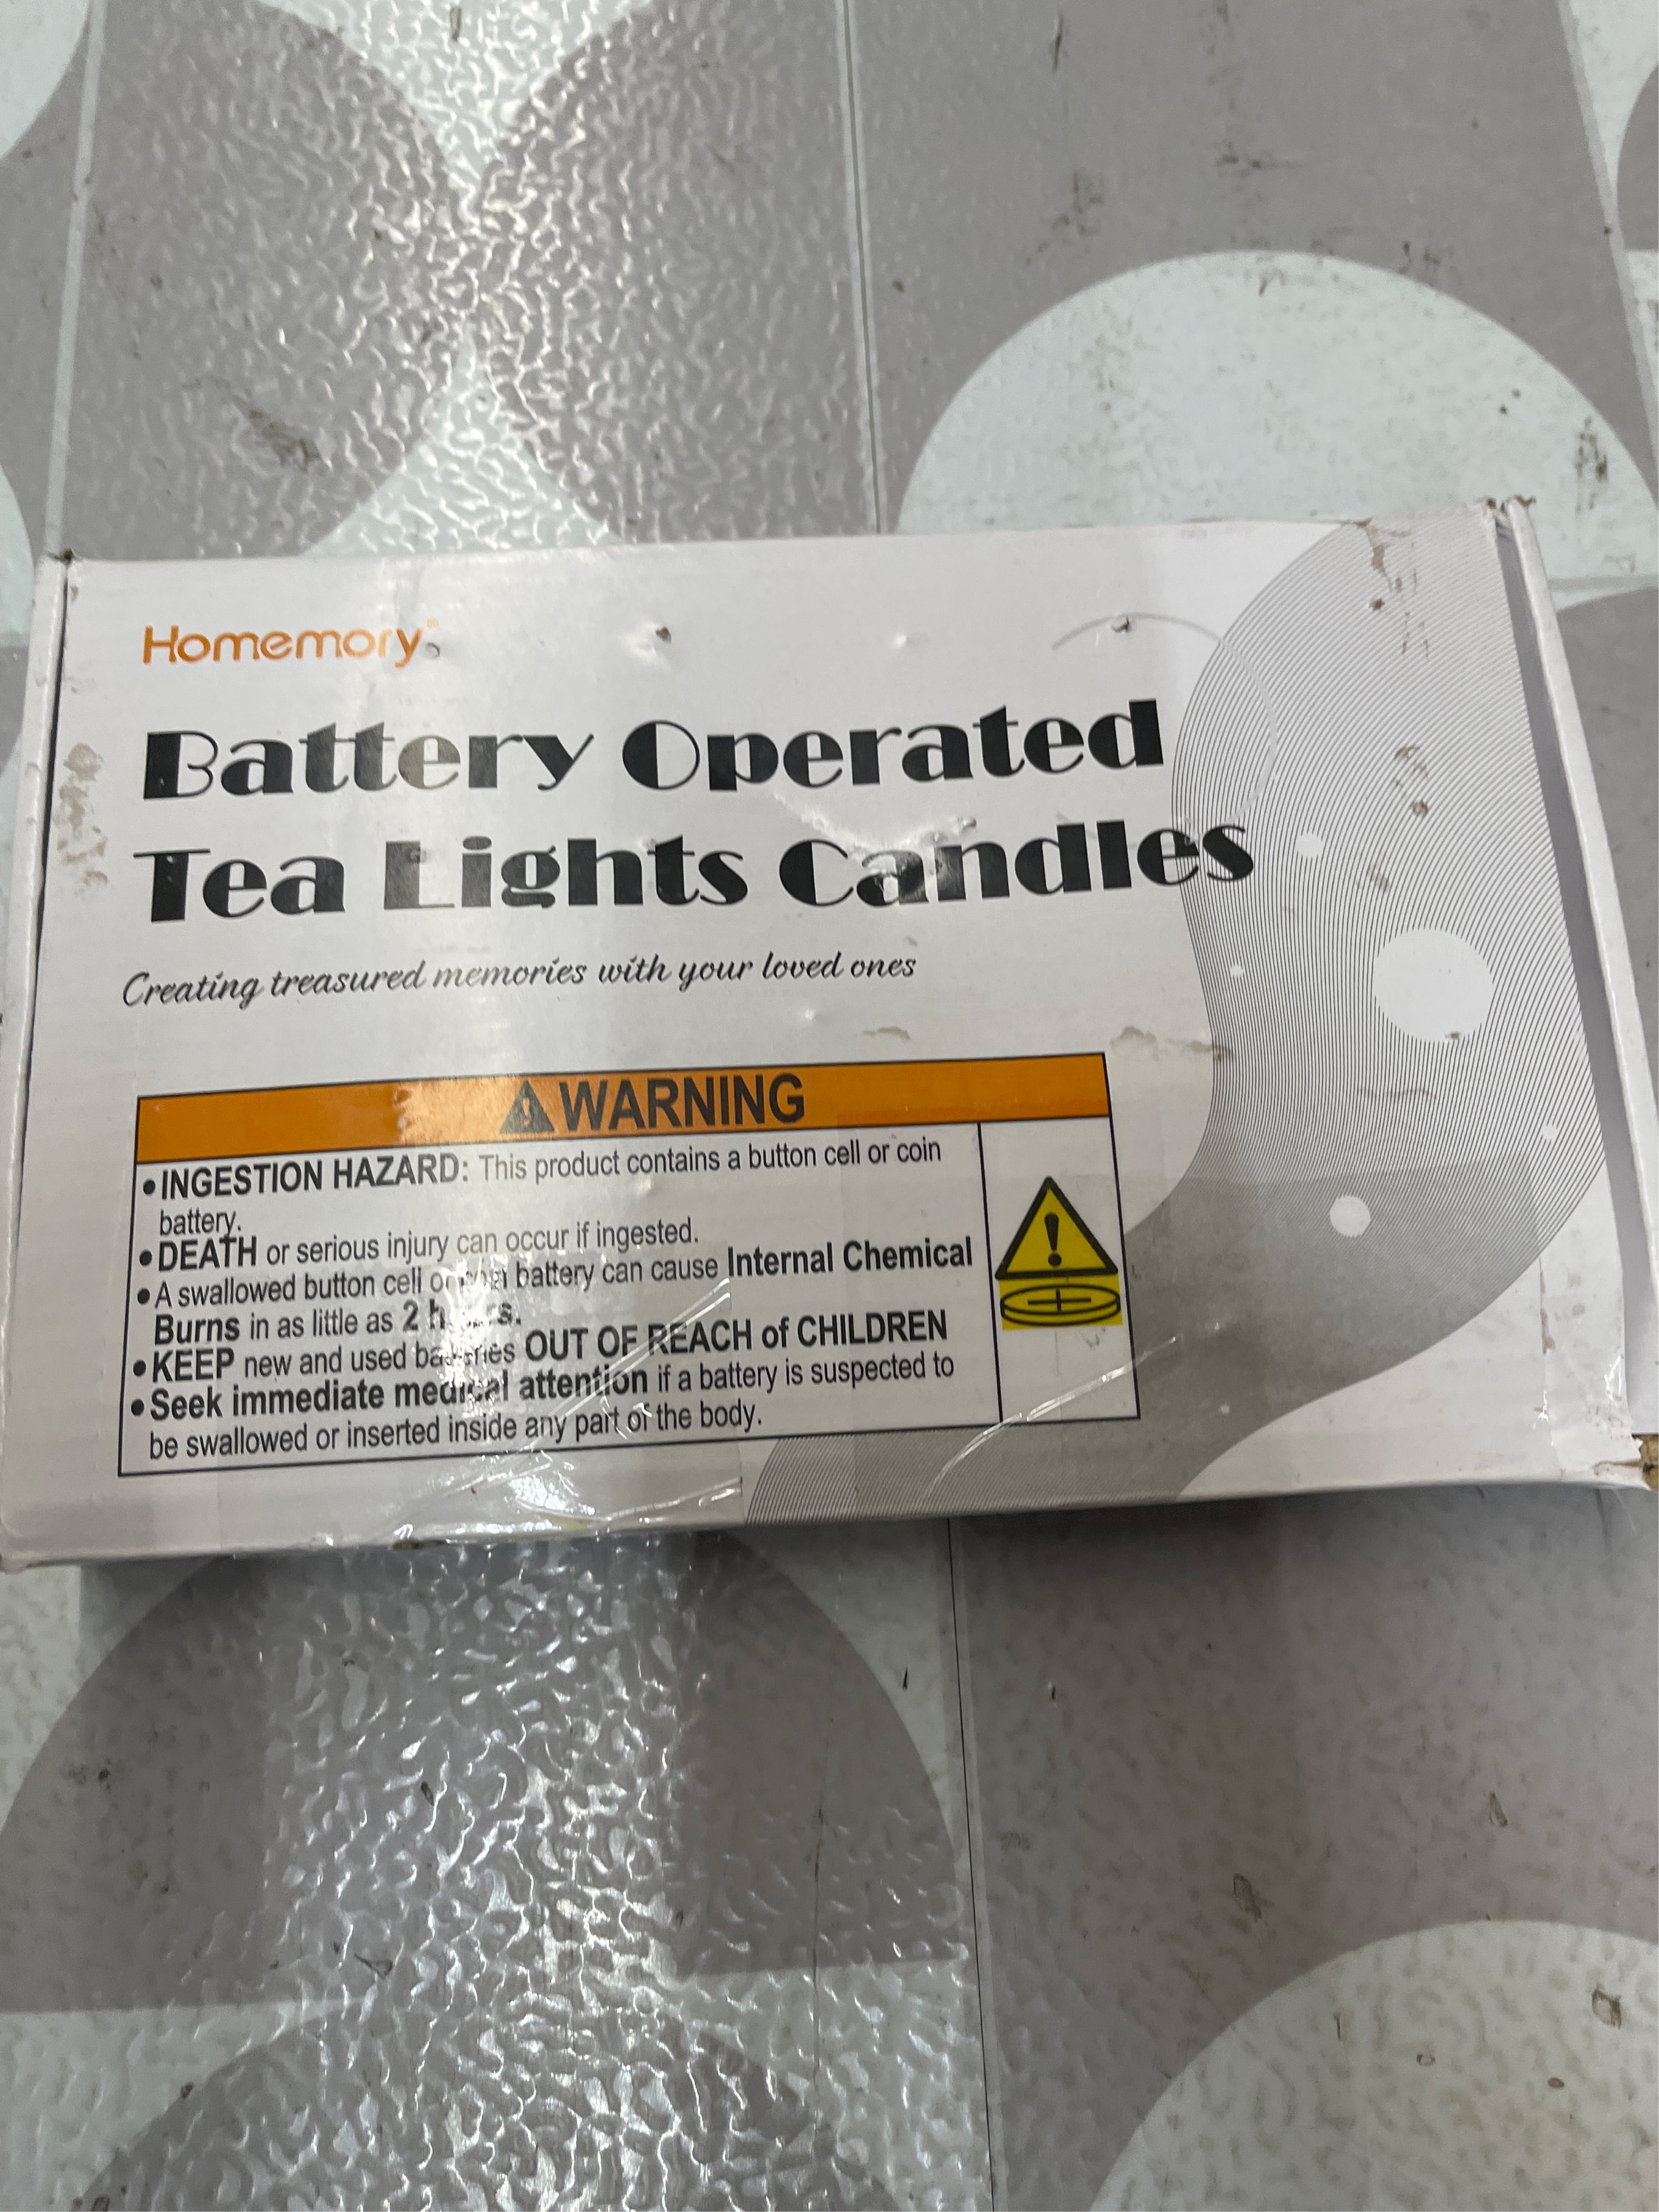 Homemory®
Battery Operated
Tea Lights Candles
Creating treasured memories with your loved ones
WARNING
• INGESTION HAZARD: This product contains a button cell or coin
battery.
• DEATH or serious injury can occur if ingested.
• A swallowed button cell or battery can cause Internal Chemical
Burns in as little as 2
• KEEP new and used batteries OUT OF REACH of CHILDREN
• Seek immediate medical attention if a battery is suspected to
be swallowed or inserted inside any part of the body.